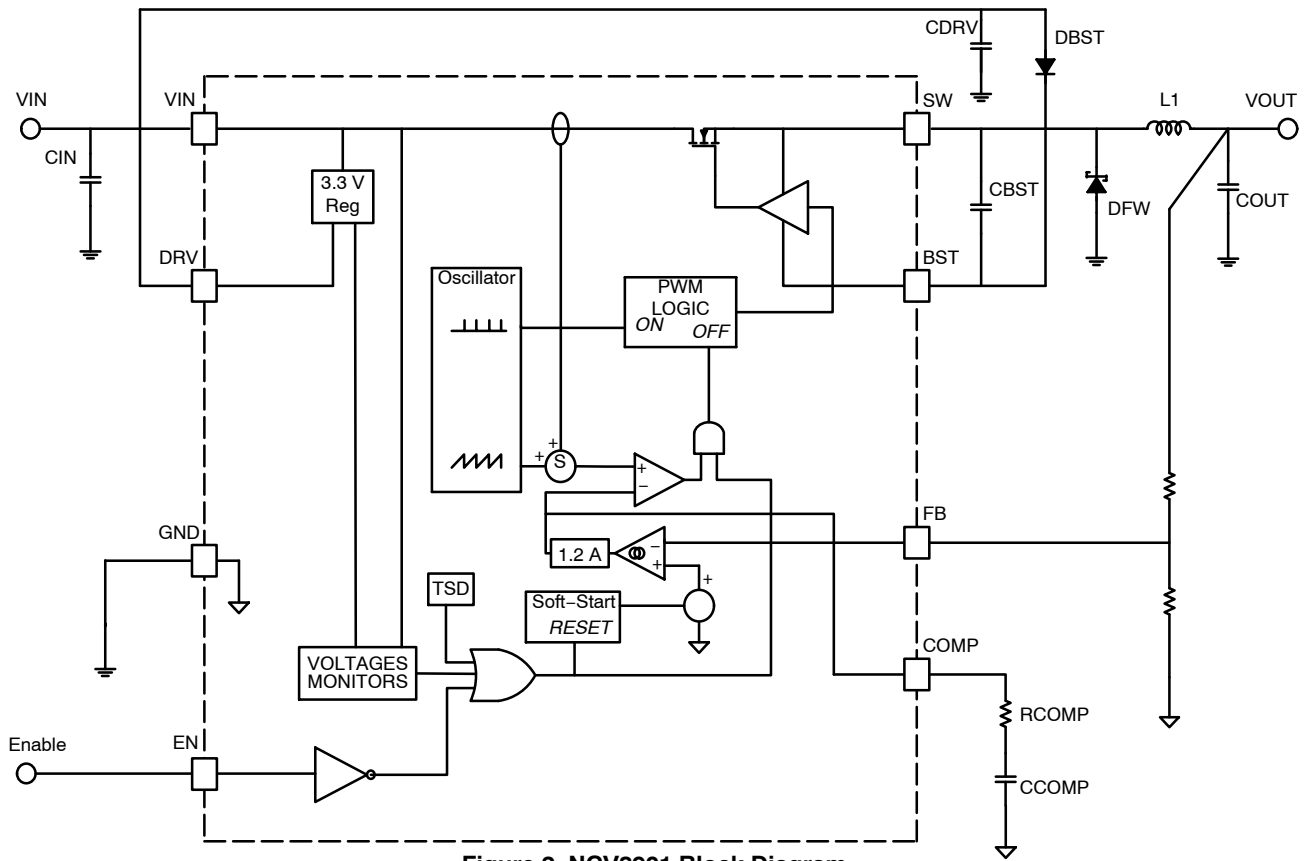 CDRV
DBST
VIN
VIN
SW
L1
VOUT
CIN
3.3 V
Reg
CBST
DFW
COUT
DRV
BST
Oscillator
PWM
LOGIC
ON
OFF
+
+
S
+
−
GND
FB
1.2 A
−
+
+
TSD
Soft−Start
RESET
VOLTAGES
MONITORS
COMP
RCOMP
Enable
EN
CCOMP